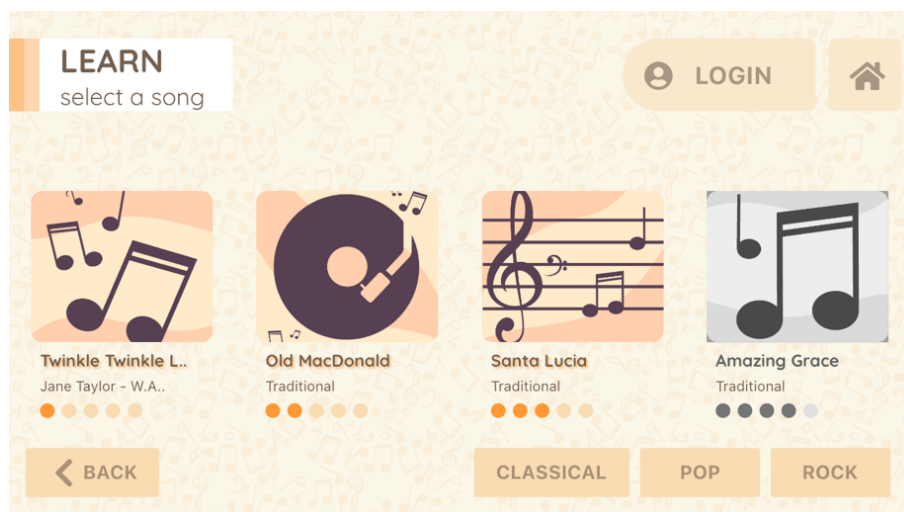 LEARN
select a song
LOGIN
Twinkle Twinkle L..
Jane Taylor - W.A..
Old MacDonald
Traditional
Santa Lucia
Traditional
Amazing Grace
Traditional
BACK
CLASSICAL
POP
ROCK